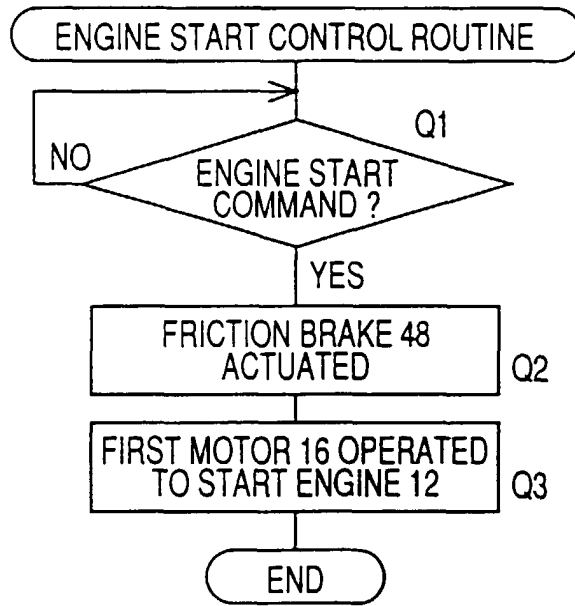 ENGINE START CONTROL ROUTINE
Q1
NO
ENGINE START
COMMAND ?
YES
FRICTION BRAKE 48
ACTUATED
Q2
FIRST MOTOR 16 OPERATED
TO START ENGINE 12
Q3
END